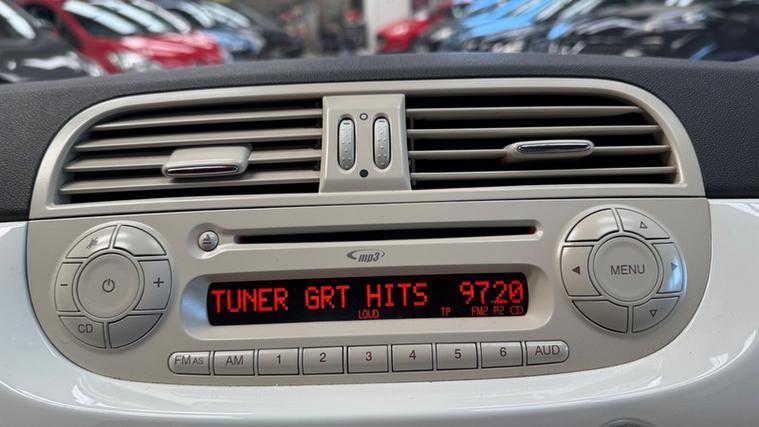 mp3
TUNER GRT HITS 97.20
LOUD TP FM2 P2 CD
MENU
- +
CD
FM AS AM 1 2 3 4 5 6 AUD